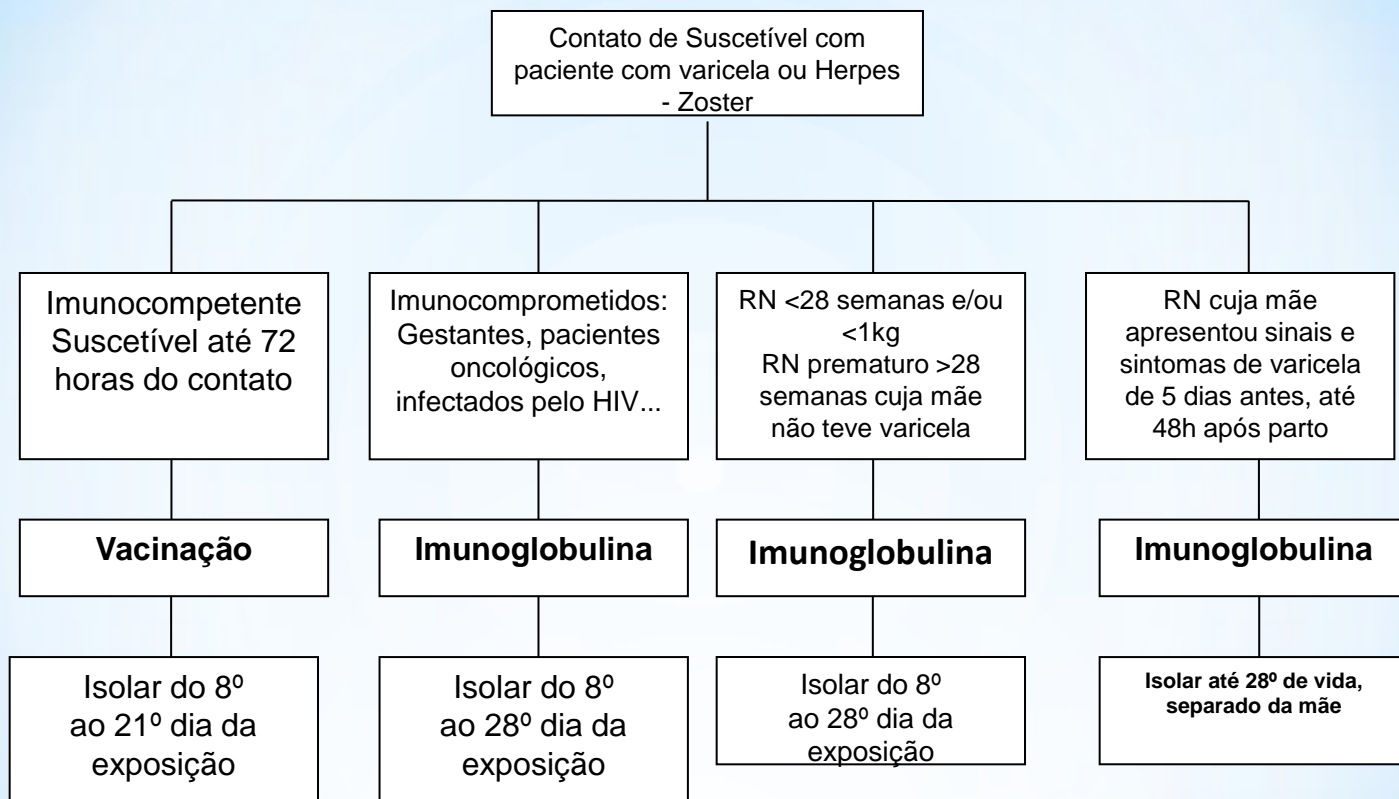 Contato de Suscetível com
paciente com varicela ou Herpes
- Zoster
Imunocompetente
Suscetível até 72
horas do contato
Imunocomprometidos:
Gestantes, pacientes
oncológicos,
infectados pelo HIV...
RN <28 semanas e/ou
<1kg
RN prematuro >28
semanas cuja mãe
não teve varicela
RN cuja mãe
apresentou sinais e
sintomas de varicela
de 5 dias antes, até
48h após parto
Vacinação
Imunoglobulina
Imunoglobulina
Imunoglobulina
Isolar do 8º
ao 21º dia da
exposição
Isolar do 8º
ao 28º dia da
exposição
Isolar do 8º
ao 28º dia da
exposição
Isolar até 28º de vida,
separado da mãe